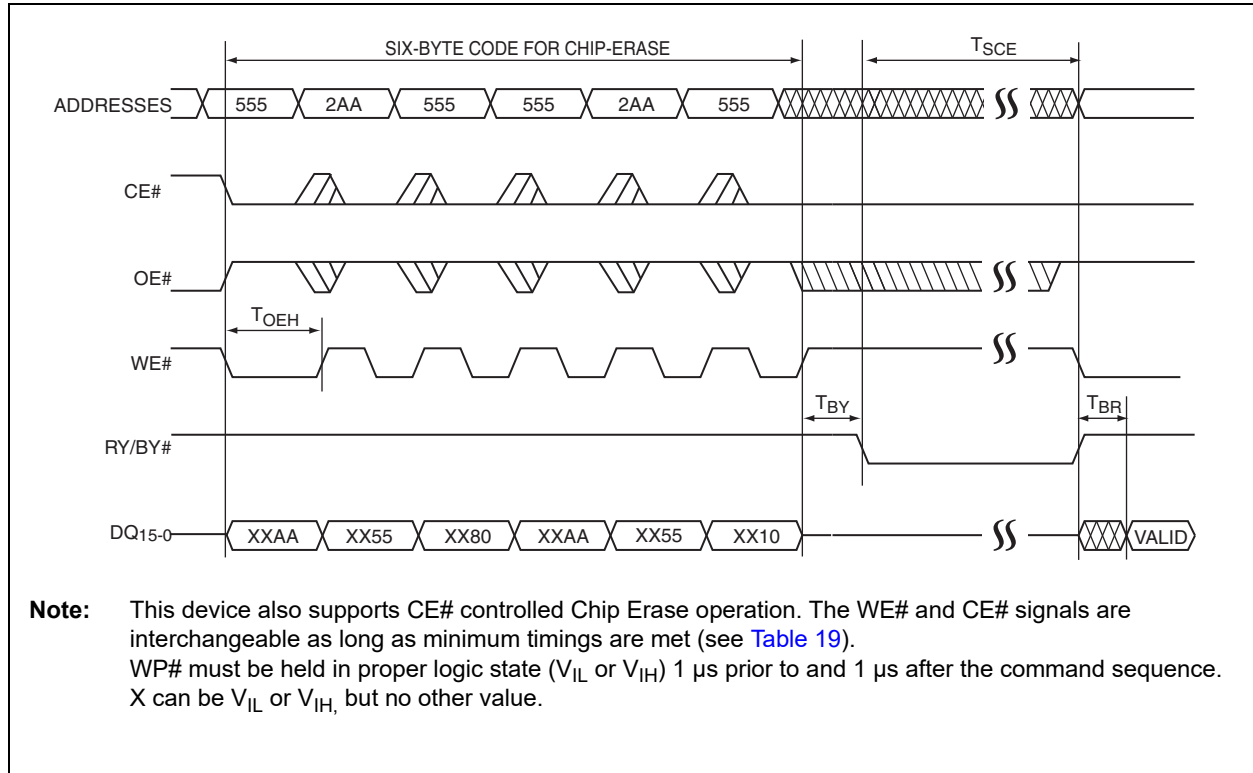 SIX-BYTE CODE FOR CHIP-ERASE
TSCE
ADDRESSES 555 2AA 555 555 2AA 555
CE#
OE#
TOEH
WE#
TBY TBR
RY/BY#
DQ15-0 XXAA XX55 XX80 XXAA XX55 XX10 VALID
Note: This device also supports CE# controlled Chip Erase operation. The WE# and CE# signals are
interchangeable as long as minimum timings are met (see Table 19).
WP# must be held in proper logic state (VIL or VIH) 1 µs prior to and 1 µs after the command sequence.
X can be VIL or VIH, but no other value.